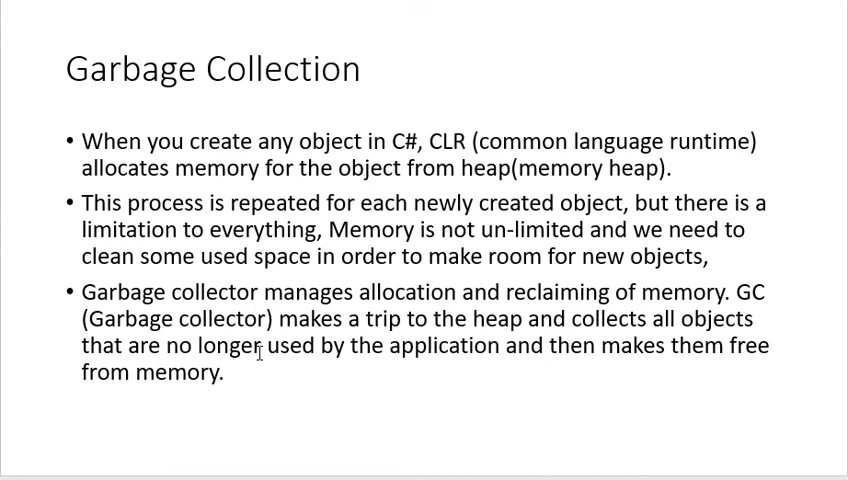 Garbage Collection
• When you create any object in C#, CLR (common language runtime)
allocates memory for the object from heap(memory heap).
• This process is repeated for each newly created object, but there is a
limitation to everything, Memory is not un-limited and we need to
clean some used space in order to make room for new objects,
• Garbage collector manages allocation and reclaiming of memory. GC
(Garbage collector) makes a trip to the heap and collects all objects
that are no longer used by the application and then makes them free
from memory.